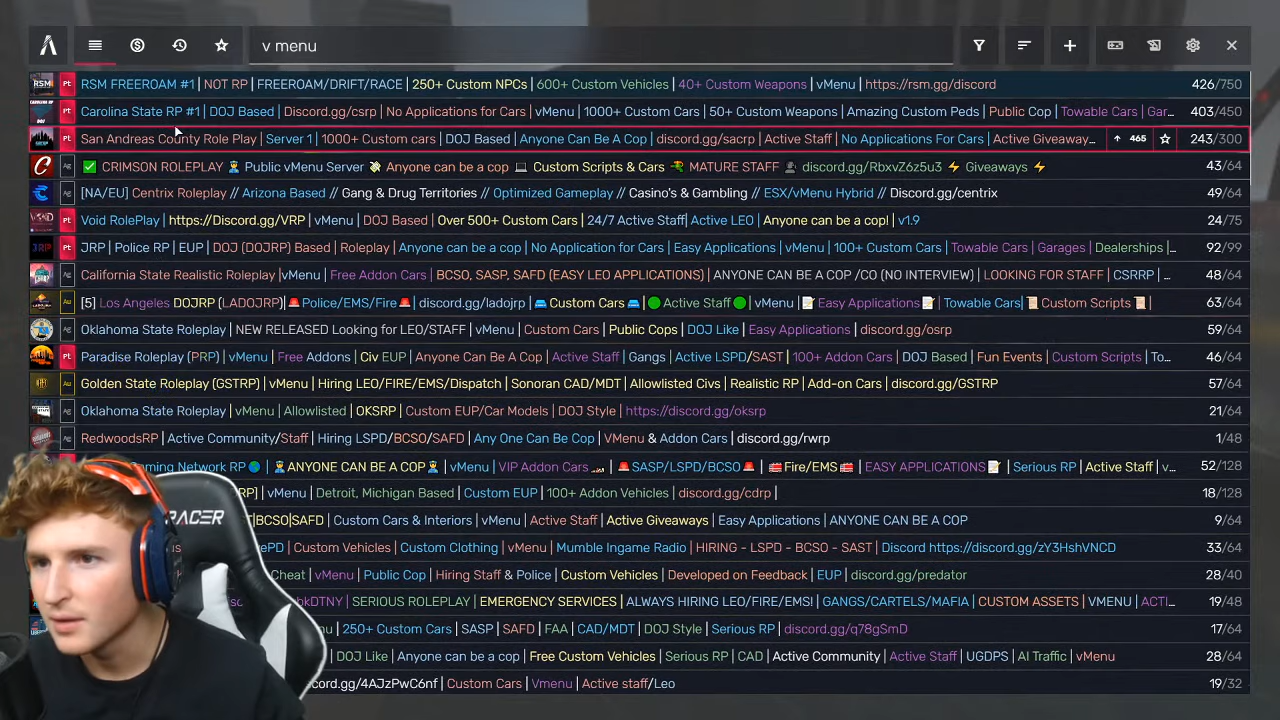 v menu
RSM Pt RSM FREEROAM #1 | NOT RP | FREEROAM/DRIFT/RACE | 250+ Custom NPCs | 600+ Custom Vehicles | 40+ Custom Weapons | vMenu | https://rsm.gg/discord 426/750
Pt Carolina State RP #1 | DOJ Based | Discord.gg/csrp | No Applications for Cars | vMenu | 1000+ Custom Cars | 50+ Custom Weapons | Amazing Custom Peds | Public Cop | Towable Cars | Gar... 403/450
Pt San Andreas County Role Play | Server 1 | 1000+ Custom cars | DOJ Based | Anyone Can Be A Cop | discord.gg/sacrp | Active Staff | No Applications For Cars | Active Giveaway... 465 243/300
Ag ✅ CRIMSON ROLEPLAY Public vMenu Server Anyone can be a cop 💻 Custom Scripts & Cars 🔫 MATURE STAFF discord.gg/RbxvZ6z5u3 ⚡ Giveaways ⚡ 43/64
Ag [NA/EU] Centrix Roleplay // Arizona Based // Gang & Drug Territories // Optimized Gameplay // Casino's & Gambling // ESX/vMenu Hybrid // Discord.gg/centrix 49/64
Pt Void RolePlay | https://Discord.gg/VRP | vMenu | DOJ Based | Over 500+ Custom Cars | 24/7 Active Staff| Active LEO | Anyone can be a cop! | v1.9 24/75
JRP Pt JRP | Police RP | EUP | DOJ (DOJRP) Based | Roleplay | Anyone can be a cop | No Application for Cars | Easy Applications | vMenu | 100+ Custom Cars | Towable Cars | Garages | Dealerships |... 92/99
Ag California State Realistic Roleplay |vMenu | Free Addon Cars | BCSO, SASP, SAFD (EASY LEO APPLICATIONS) | ANYONE CAN BE A COP /CO (NO INTERVIEW) | LOOKING FOR STAFF | CSRRP | ... 48/64
Au [5] Los Angeles DOJRP (LADOJRP)|🚨Police/EMS/Fire🚨| discord.gg/ladojrp | 🚘 Custom Cars 🚘 | 🟢Active Staff🟢 | vMenu | 📝Easy Applications📝 | Towable Cars| 📜Custom Scripts📜 | 63/64
Ag Oklahoma State Roleplay | NEW RELEASED Looking for LEO/STAFF | vMenu | Custom Cars | Public Cops | DOJ Like | Easy Applications | discord.gg/osrp 59/64
Pt Paradise Roleplay (PRP) | vMenu | Free Addons | Civ EUP | Anyone Can Be A Cop | Active Staff | Gangs | Active LSPD/SAST | 100+ Addon Cars | DOJ Based | Fun Events | Custom Scripts | To... 46/64
Au Golden State Roleplay (GSTRP) | vMenu | Hiring LEO/FIRE/EMS/Dispatch | Sonoran CAD/MDT | Allowlisted Civs | Realistic RP | Add-on Cars | discord.gg/GSTRP 57/64
Ag Oklahoma State Roleplay | vMenu | Allowlisted | OKSRP | Custom EUP/Car Models | DOJ Style | https://discord.gg/oksrp 21/64
Ag RedwoodsRP | Active Community/Staff | Hiring LSPD/BCSO/SAFD | Any One Can Be Cop | VMenu & Addon Cars | discord.gg/rwrp 1/48
Gaming Network RP🌎 | ANYONE CAN BE A COP | vMenu | VIP Addon Cars | 🚨SASP/LSPD/BCSO🚨 | 🚒Fire/EMS🚒 | EASY APPLICATIONS📝 | Serious RP | Active Staff | v... 52/128
RP] | vMenu | Detroit, Michigan Based | Custom EUP | 100+ Addon Vehicles | discord.gg/cdrp | 18/128
|BCSO|SAFD | Custom Cars & Interiors | vMenu | Active Staff | Active Giveaways | Easy Applications | ANYONE CAN BE A COP 9/64
ePD | Custom Vehicles | Custom Clothing | vMenu | Mumble Ingame Radio | HIRING - LSPD - BCSO - SAST | Discord https://discord.gg/zY3HshVNCD 33/64
Cheat | vMenu | Public Cop | Hiring Staff & Police | Custom Vehicles | Developed on Feedback | EUP | discord.gg/predator 28/40
bkDTNY | SERIOUS ROLEPLAY | EMERGENCY SERVICES | ALWAYS HIRING LEO/FIRE/EMS! | GANGS/CARTELS/MAFIA | CUSTOM ASSETS | VMENU | ACTI... 19/48
nu | 250+ Custom Cars | SASP | SAFD | FAA | CAD/MDT | DOJ Style | Serious RP | discord.gg/q78gSmD 17/64
| DOJ Like | Anyone can be a cop | Free Custom Vehicles | Serious RP | CAD | Active Community | Active Staff | UGDPS | AI Traffic | vMenu 28/64
cord.gg/4AJzPwC6nf | Custom Cars | Vmenu | Active staff/Leo 19/32
RACER